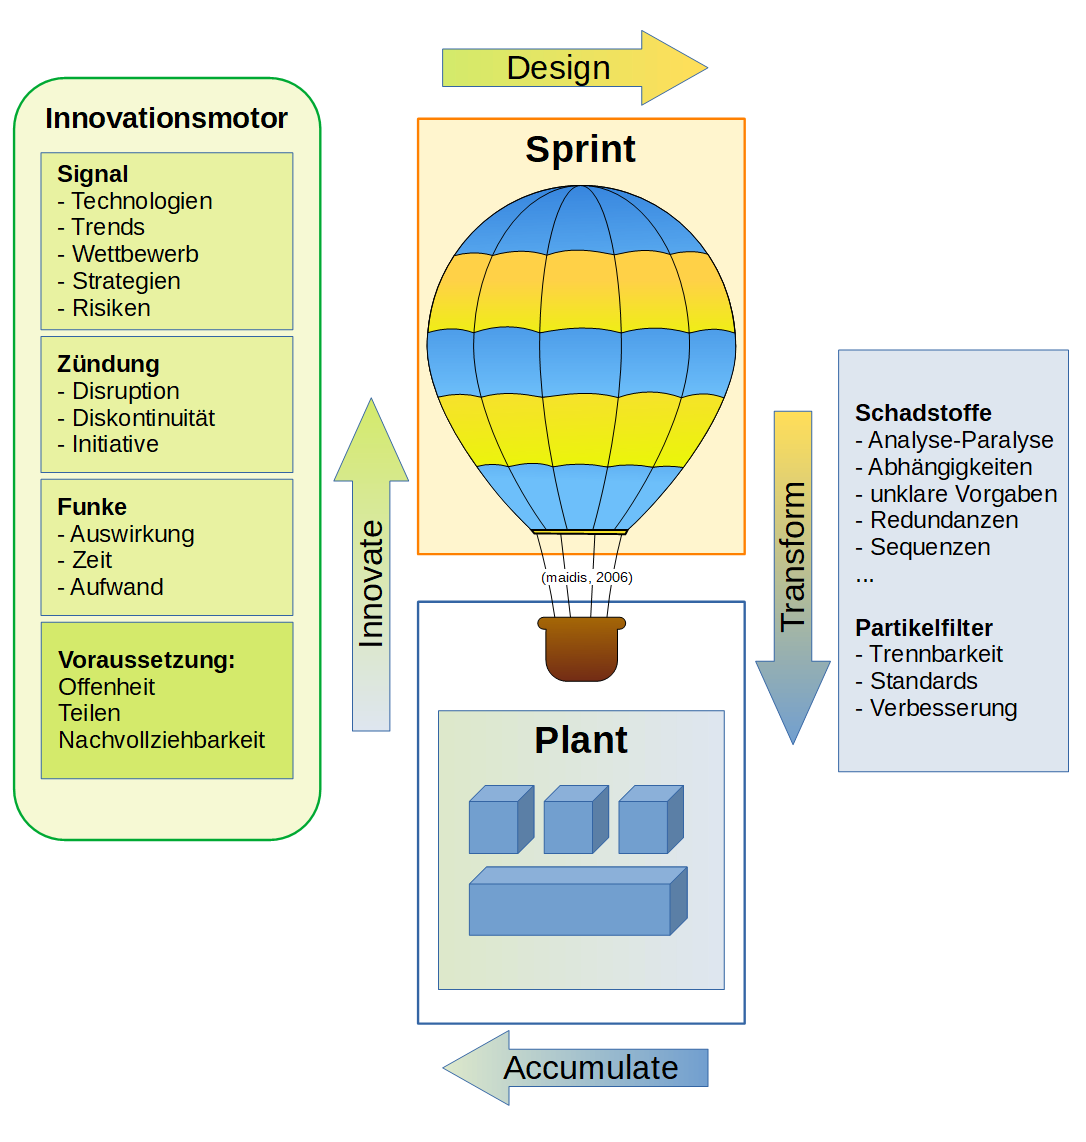 Design
Innovationsmotor
Signal
- Technologien
- Trends
- Wettbewerb
- Strategien
- Risiken
Zündung
- Disruption
- Diskontinuität
- Initiative
Funke
- Auswirkung
- Zeit
- Aufwand
Voraussetzung:
Offenheit
Teilen
Nachvollziehbarkeit
Innovate
Sprint
(maidis, 2006)
Plant
Transform
Schadstoffe
- Analyse-Paralyse
- Abhängigkeiten
- unklare Vorgaben
- Redundanzen
- Sequenzen
...
Partikelfilter
- Trennbarkeit
- Standards
- Verbesserung
Accumulate